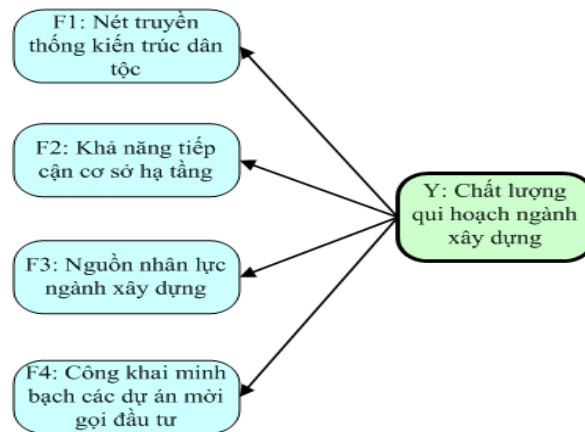 F1: Nét truyền
thống kiến trúc dân
tộc
F2: Khả năng tiếp
cận cơ sở hạ tầng
F3: Nguồn nhân lực
ngành xây dựng
F4: Công khai minh
bạch các dự án mời
gọi đầu tư
Y: Chất lượng
qui hoạch ngành
xây dựng